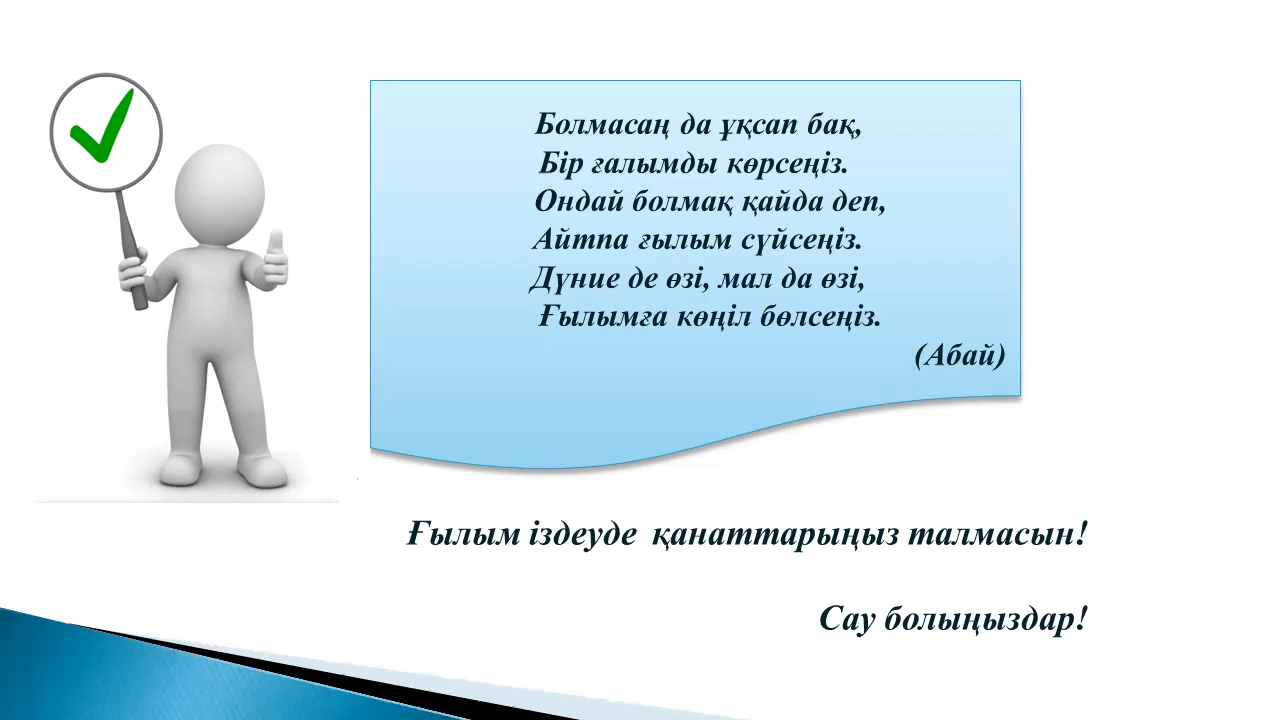 Болмасаң да ұқсап бақ,
Бір ғалымды көрсеңіз.
Ондай болмақ қайда деп,
Айтпа ғылым сүйсеңіз.
Дүние де өзі, мал да өзі,
Ғылымға көңіл бөлсеңіз.
(Абай)
Ғылым іздеуде қанаттарыңыз талмасын!
Сау болыңыздар!